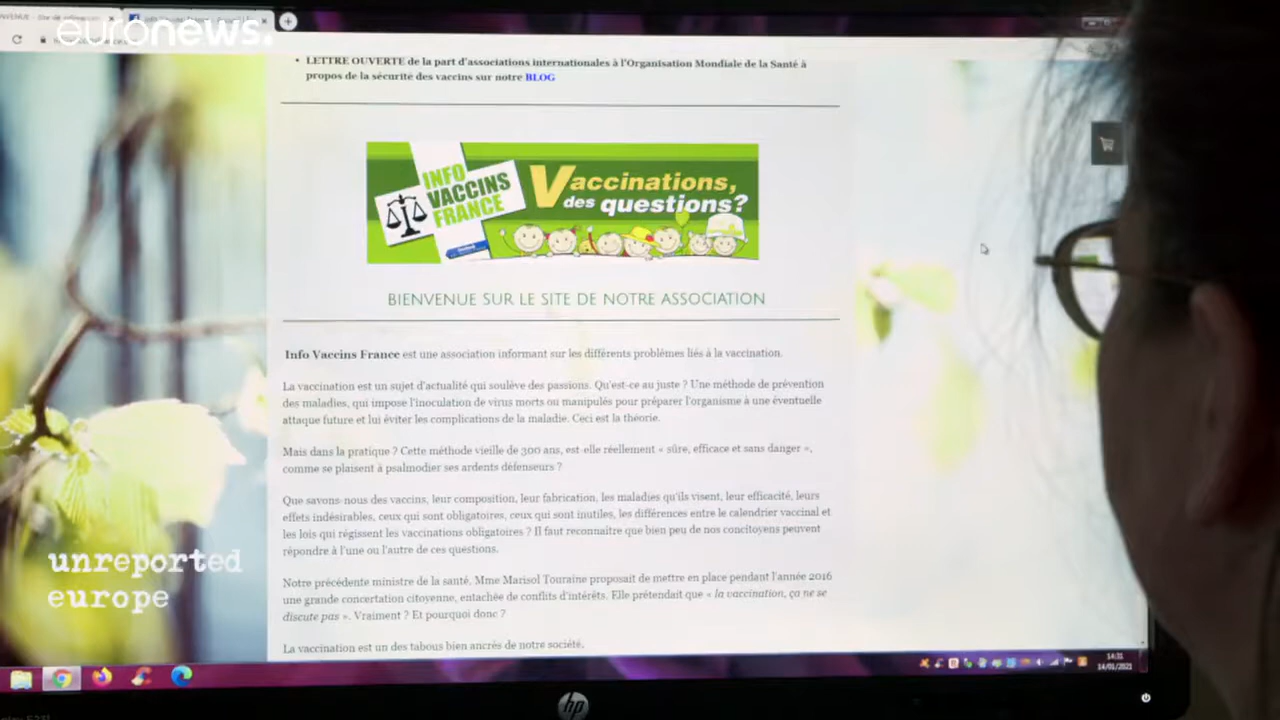 euronews.
• LETTRE OUVERTE de la part d'associations internationales à l'Organisation Mondiale de la Santé à
propos de la sécurité des vaccins sur notre BLOG
INFO
VACCINS
FRANCE
Vaccinations,
des questions?
BIENVENUE SUR LE SITE DE NOTRE ASSOCIATION
Info Vaccins France est une association informant sur les différents problèmes liés à la vaccination.
La vaccination est un sujet d'actualité qui soulève des passions. Qu'est-ce au juste ? Une méthode de prévention
des maladies, qui impose l'inoculation de virus morts ou manipulés pour préparer l'organisme à une éventuelle
attaque future et lui éviter les complications de la maladie. Ceci est la théorie.
Mais dans la pratique ? Cette méthode vieille de 300 ans, est-elle réellement « sûre, efficace et sans danger »,
comme se plaisent à psalmodier ses ardents défenseurs ?
Que savons-nous des vaccins, leur composition, leur fabrication, les maladies qu'ils visent, leur efficacité, leurs
effets indésirables, ceux qui sont obligatoires, ceux qui sont inutiles, les différences entre le calendrier vaccinal et
les lois qui régissent les vaccinations obligatoires ? Il faut reconnaître que bien peu de nos concitoyens peuvent
répondre à l'une ou l'autre de ces questions.
Notre précédente ministre de la santé, Mme Marisol Touraine proposait de mettre en place pendant l'année 2016
une grande concertation citoyenne, entachée de conflits d'intérêts. Elle prétendait que « la vaccination, ça ne se
discute pas ». Vraiment ? Et pourquoi donc ?
La vaccination est un des tabous bien ancrés de notre société.
unreported
europe
14:31
14/01/2021
hp